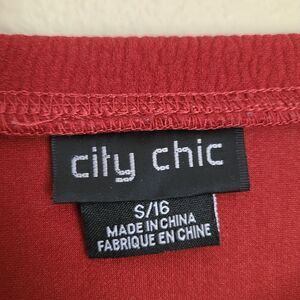 city chic
S/16
MADE IN CHINA
FABRIQUE EN CHINE